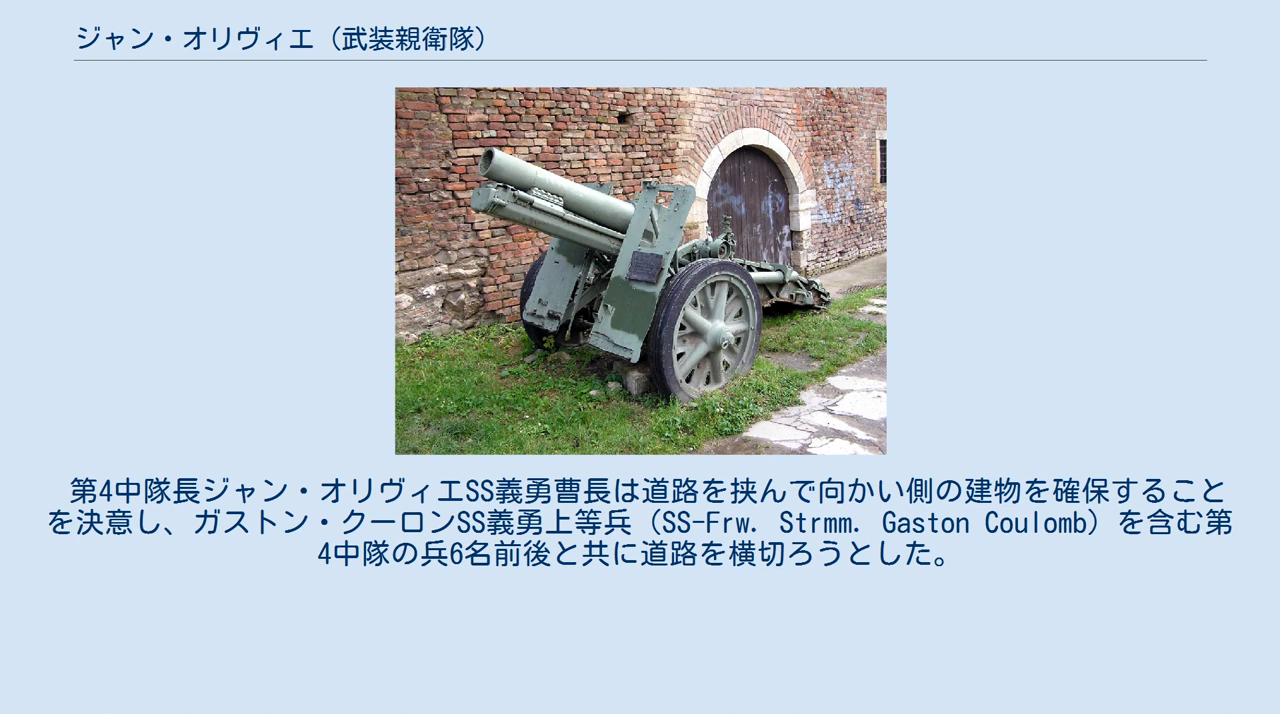 ジャン・オリヴィエ（武装親衛隊）
第4中隊長ジャン・オリヴィエSS義勇曹長は道路を挟んで向かい側の建物を確保すること
を決意し、ガストン・クーロンSS義勇上等兵（SS-Frw. Strmm. Gaston Coulomb）を含む第
4中隊の兵6名前後と共に道路を横切ろうとした。